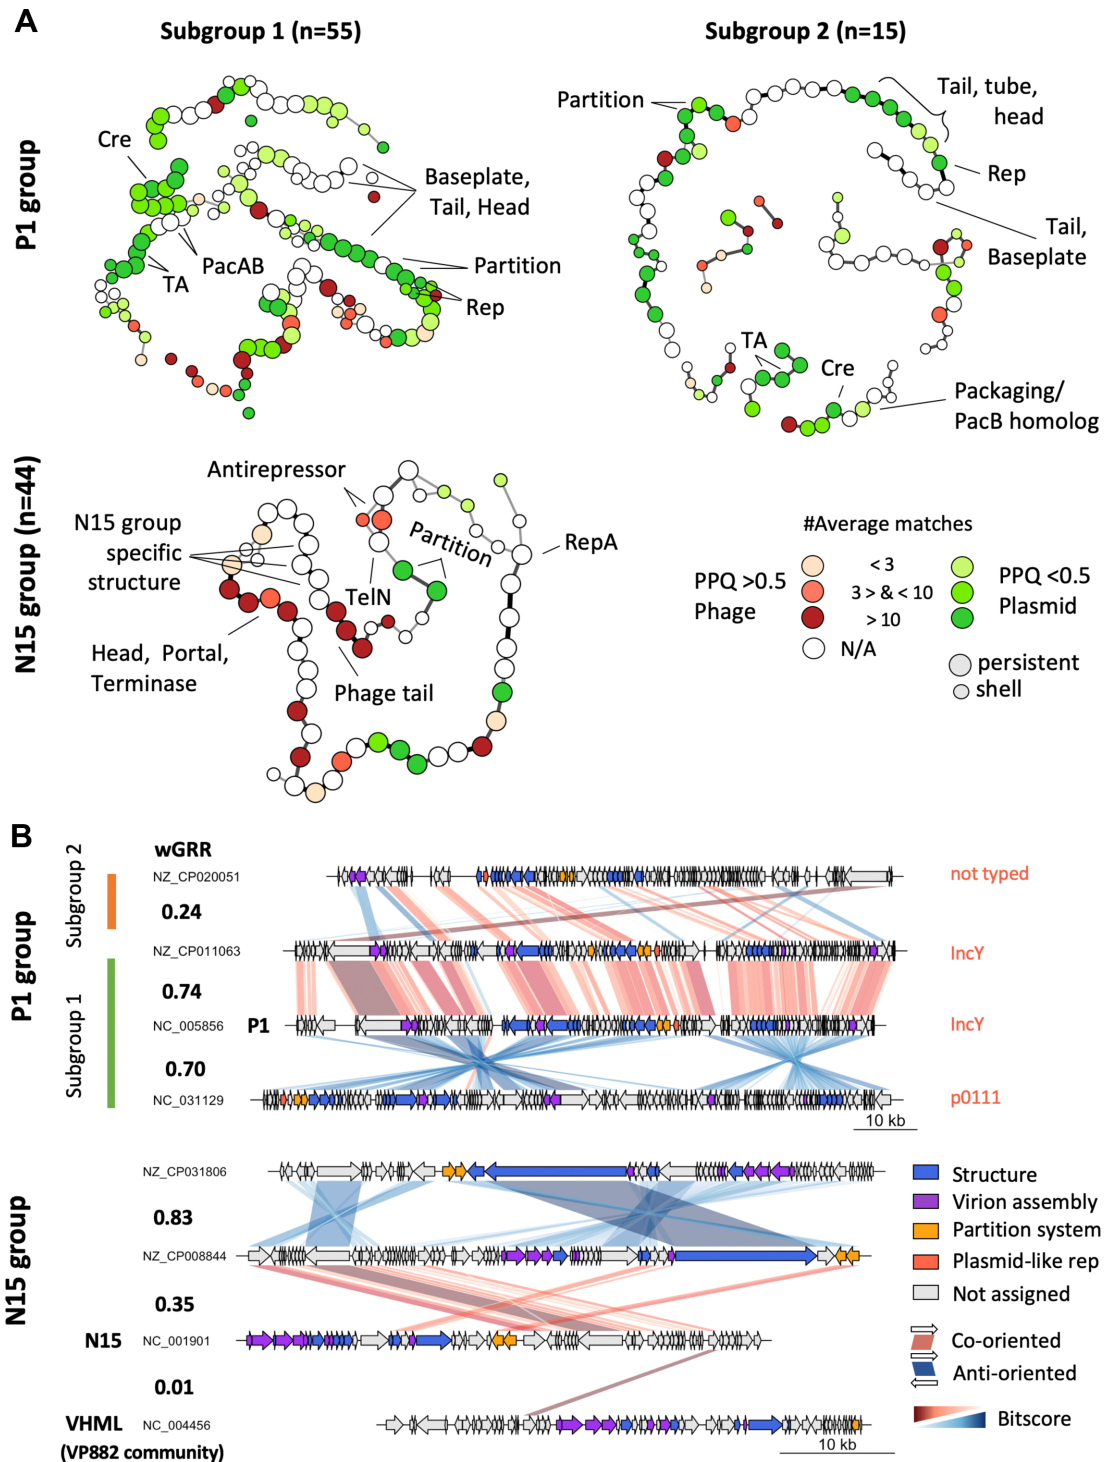 A
Subgroup 1 (n=55)
Subgroup 2 (n=15)
P1 group
Cre
PacAB
TA
Baseplate,
Tail, Head
Partition
Rep
Partition
Tail, tube,
head
Rep
Tail,
Baseplate
TA
Cre
Packaging/
PacB homolog
N15 group (n=44)
Antirepressor
N15 group
specific
structure
Partition
RepA
TelN
Head, Portal,
Terminase
Phage tail
#Average matches
PPQ >0.5
Phage
< 3
3 > & < 10
> 10
N/A
PPQ <0.5
Plasmid
persistent
shell
B
wGRR
P1 group
Subgroup 2
Subgroup 1
NZ_CP020051
not typed
0.24
NZ_CP011063
IncY
0.74
P1
NC_005856
IncY
0.70
NC_031129
p0111
10 kb
N15 group
NZ_CP031806
0.83
NZ_CP008844
0.35
N15
NC_001901
0.01
VHML
NC_004456
(VP882 community)
10 kb
Structure
Virion assembly
Partition system
Plasmid-like rep
Not assigned
Co-oriented
Anti-oriented
Bitscore